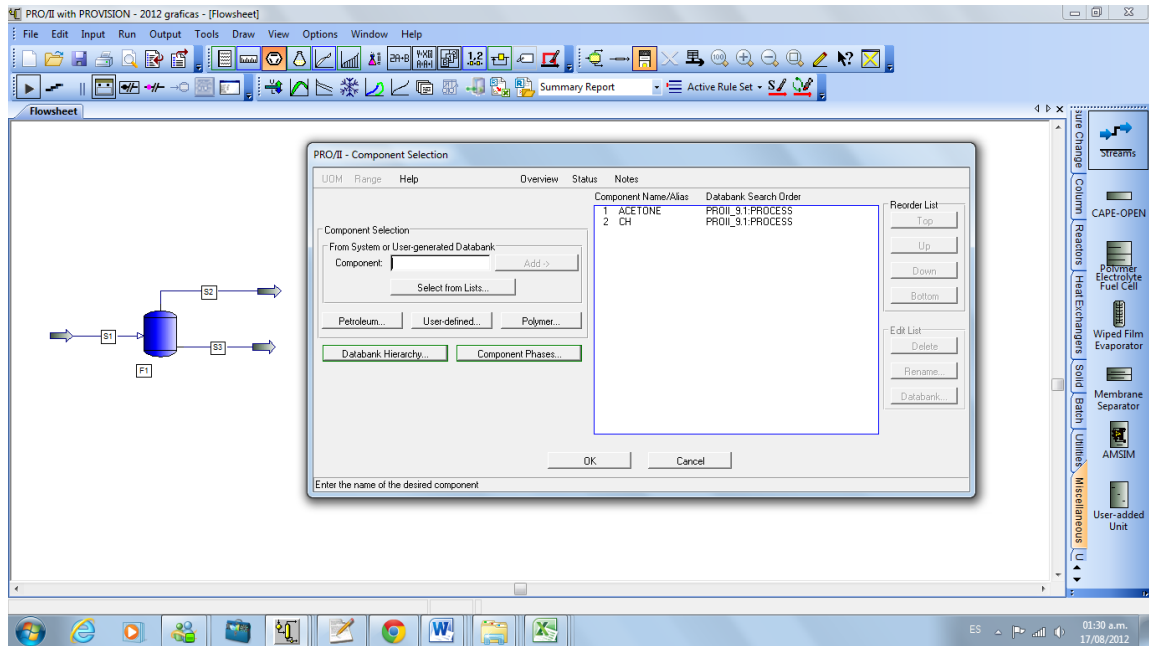 PRO/II with PROVISION - 2012 graficas - [Flowsheet]
File Edit Input Run Output Tools Draw View Options Window Help
Summary Report
Active Rule Set
Flowsheet
PRO/II - Component Selection
UOM Range Help Overview Status Notes
Component Name/Alias Databank Search Order
1 ACETONE PROII_9.1:PROCESS
2 CH PROII_9.1:PROCESS
Component Selection
From System or User-generated Databank
Component: Add ->
Select from Lists...
Petroleum... User-defined... Polymer...
Databank Hierarchy... Component Phases...
Reorder List
Top
Up
Down
Bottom
Edit List
Delete
Rename...
Databank...
OK Cancel
Enter the name of the desired component
S1
S2
S3
F1
sure Change
Column
Reactors
Heat Exchangers
Solid
Batch
Utilities
Miscellaneous
Streams
CAPE-OPEN
Polymer
Electrolyte
Fuel Cell
Wiped Film
Evaporator
Membrane
Separator
AMSIM
User-added
Unit
ES
01:30 a.m.
17/08/2012